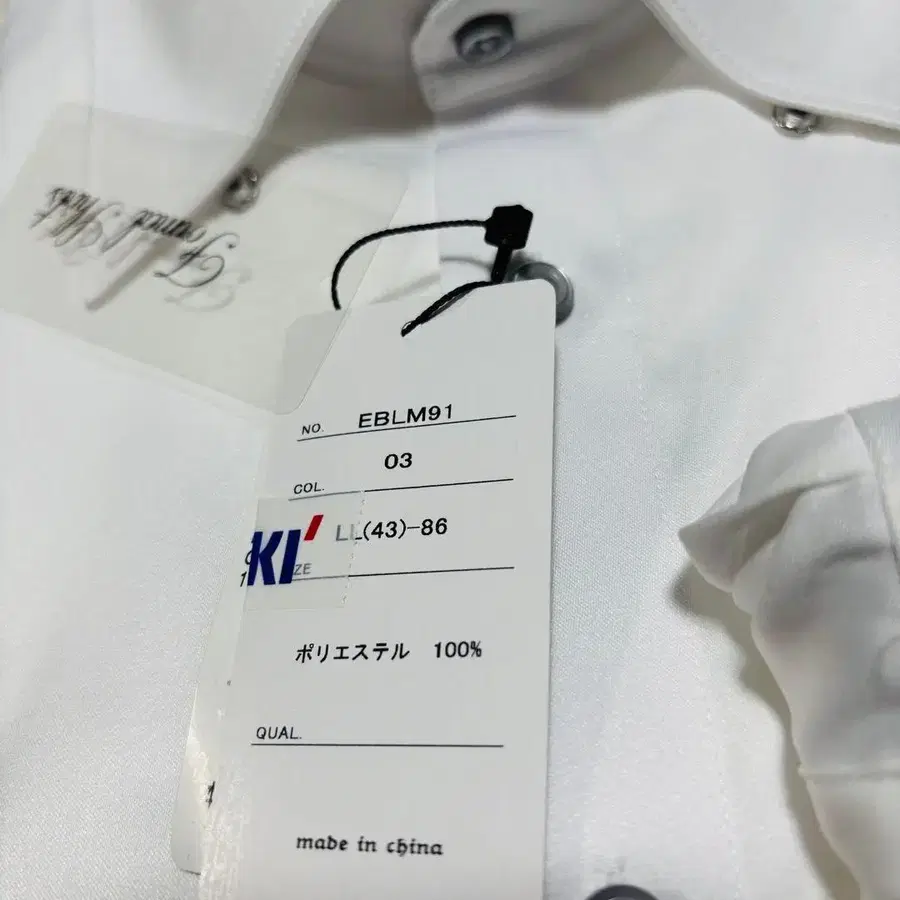 NO. EBLM91
COL. 03
LL(43)-86
ZE
KI'
ポリエステル 100%
QUAL.
made in china